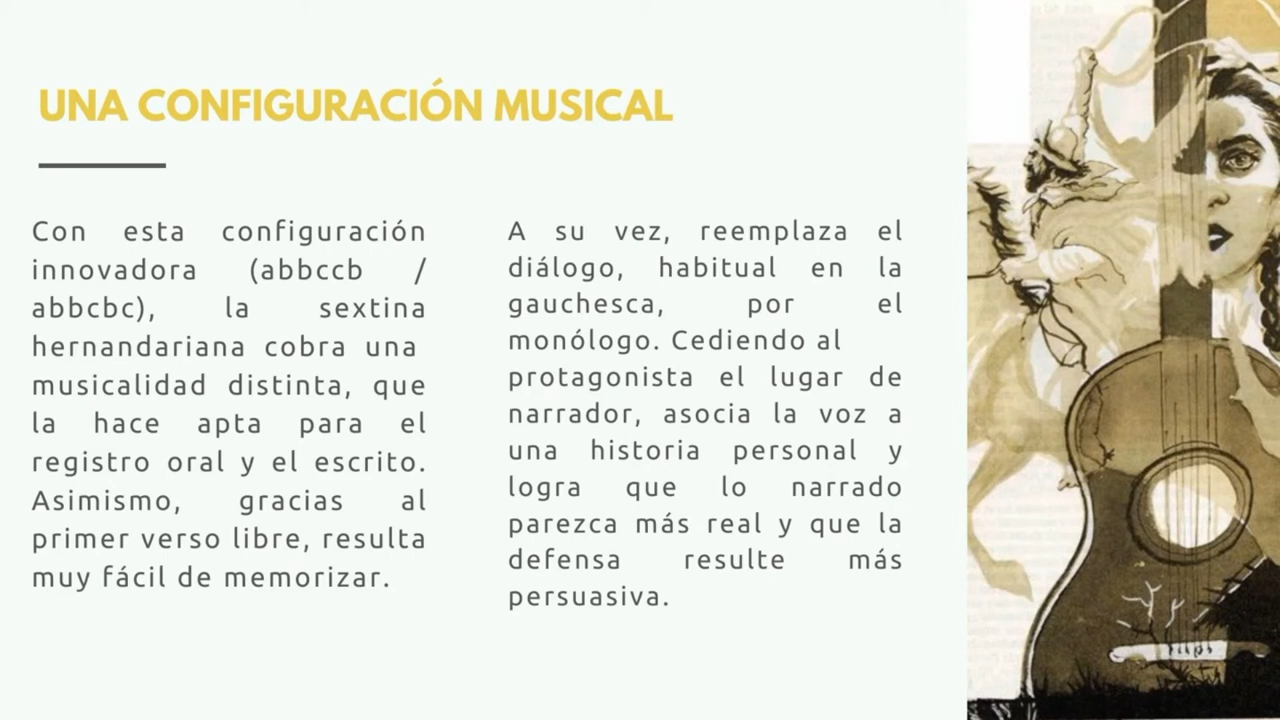 UNA CONFIGURACIÓN MUSICAL
Con esta configuración
innovadora (abbccb /
abbcbc), la sextina
hernandariana cobra una
musicalidad distinta, que
la hace apta para el
registro oral y el escrito.
Asimismo, gracias al
primer verso libre, resulta
muy fácil de memorizar.
A su vez, reemplaza el
diálogo, habitual en la
gauchesca, por el
monólogo. Cediendo al
protagonista el lugar de
narrador, asocia la voz a
una historia personal y
logra que lo narrado
parezca más real y que la
defensa resulte más
persuasiva.